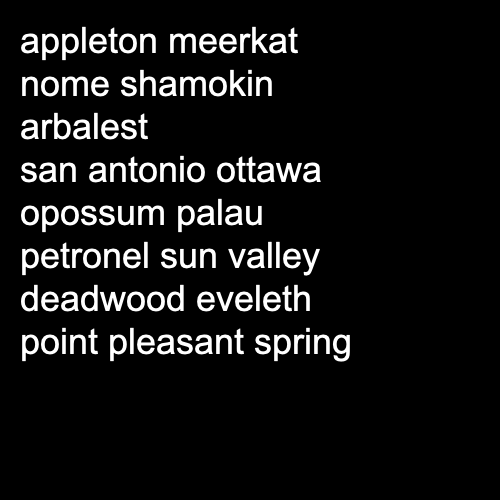 appleton meerkat
nome shamokin
arbalest
san antonio ottawa
opossum palau
petronel sun valley
deadwood eveleth
point pleasant spring